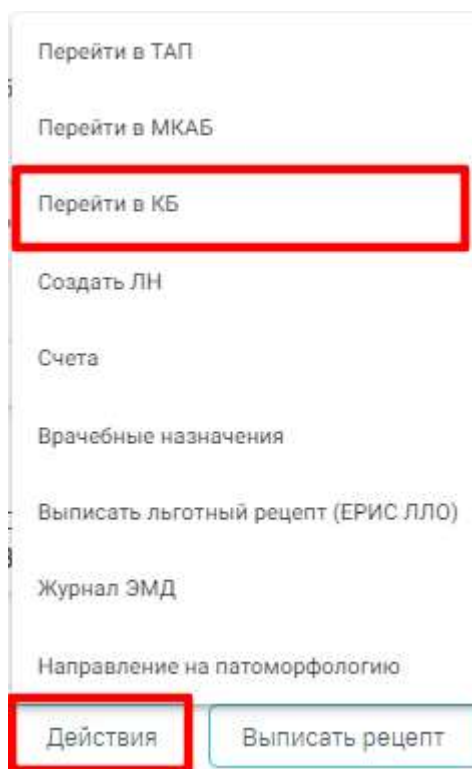 Перейти в ТАП
Перейти в МКАБ
Перейти в КБ
Создать ЛН
Счета
Врачебные назначения
Выписать льготный рецепт (ЕРИС ЛЛО)
Журнал ЭМД
Направление на патоморфологию
Действия
Выписать рецепт